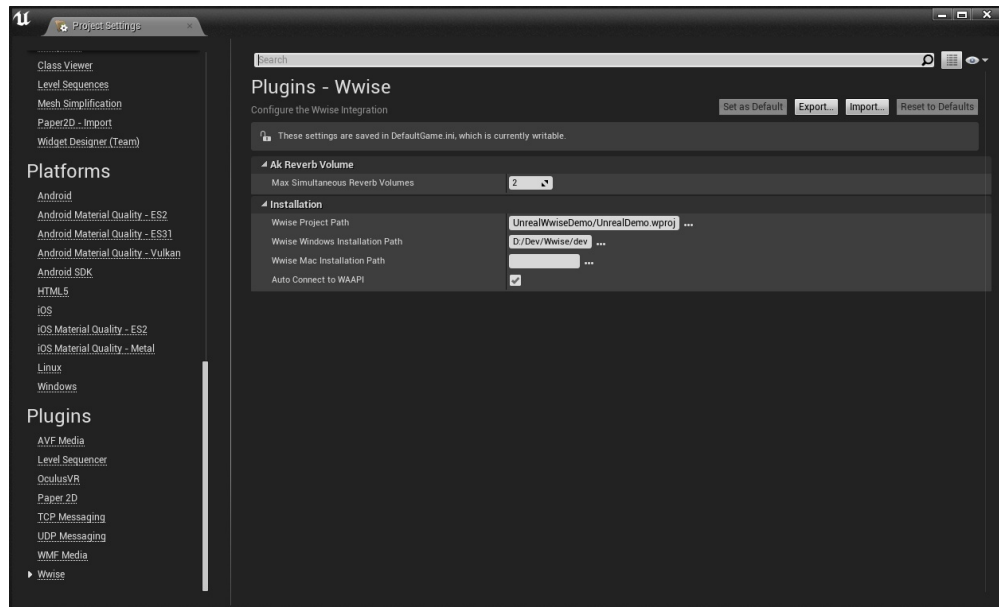 Project Settings
Class Viewer
Level Sequences
Mesh Simplification
Paper2D - Import
Widget Designer (Team)
Platforms
Android
Android Material Quality - ES2
Android Material Quality - ES31
Android Material Quality - Vulkan
Android SDK
HTML5
iOS
iOS Material Quality - ES2
iOS Material Quality - Metal
Linux
Windows
Plugins
AVF Media
Level Sequencer
OculusVR
Paper 2D
TCP Messaging
UDP Messaging
WMF Media
Wwise
Search
Plugins - Wwise
Configure the Wwise Integration
Set as Default Export... Import... Reset to Defaults
These settings are saved in DefaultGame.ini, which is currently writable.
Ak Reverb Volume
Max Simultaneous Reverb Volumes 2
Installation
Wwise Project Path UnrealWwiseDemo/UnrealDemo.wproj ...
Wwise Windows Installation Path D:/Dev/Wwise/dev ...
Wwise Mac Installation Path ...
Auto Connect to WAAPI